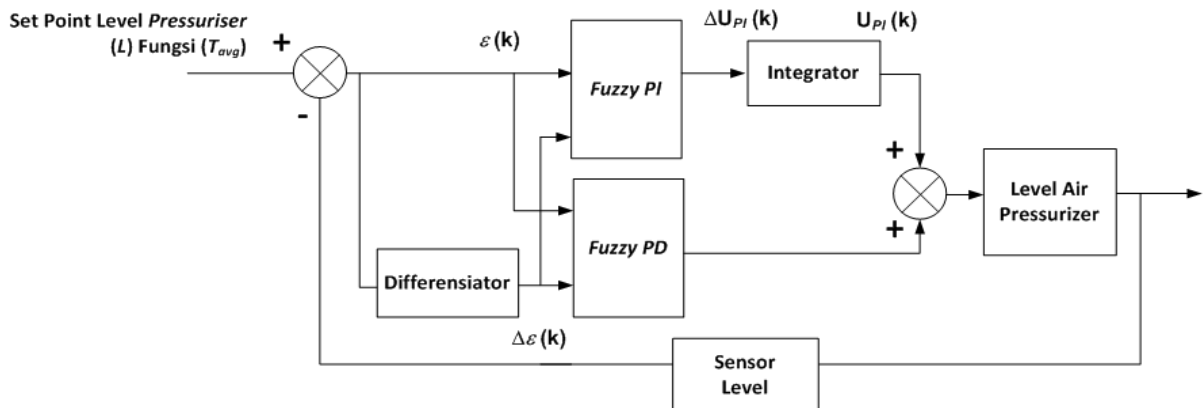 Set Point Level Pressuriser
(L) Fungsi (Tavg)
+
-
ε (k)
ΔUPI (k)
UPI (k)
Fuzzy PI
Integrator
+
+
Level Air
Pressurizer
Fuzzy PD
Differensiator
Δε (k)
Sensor
Level